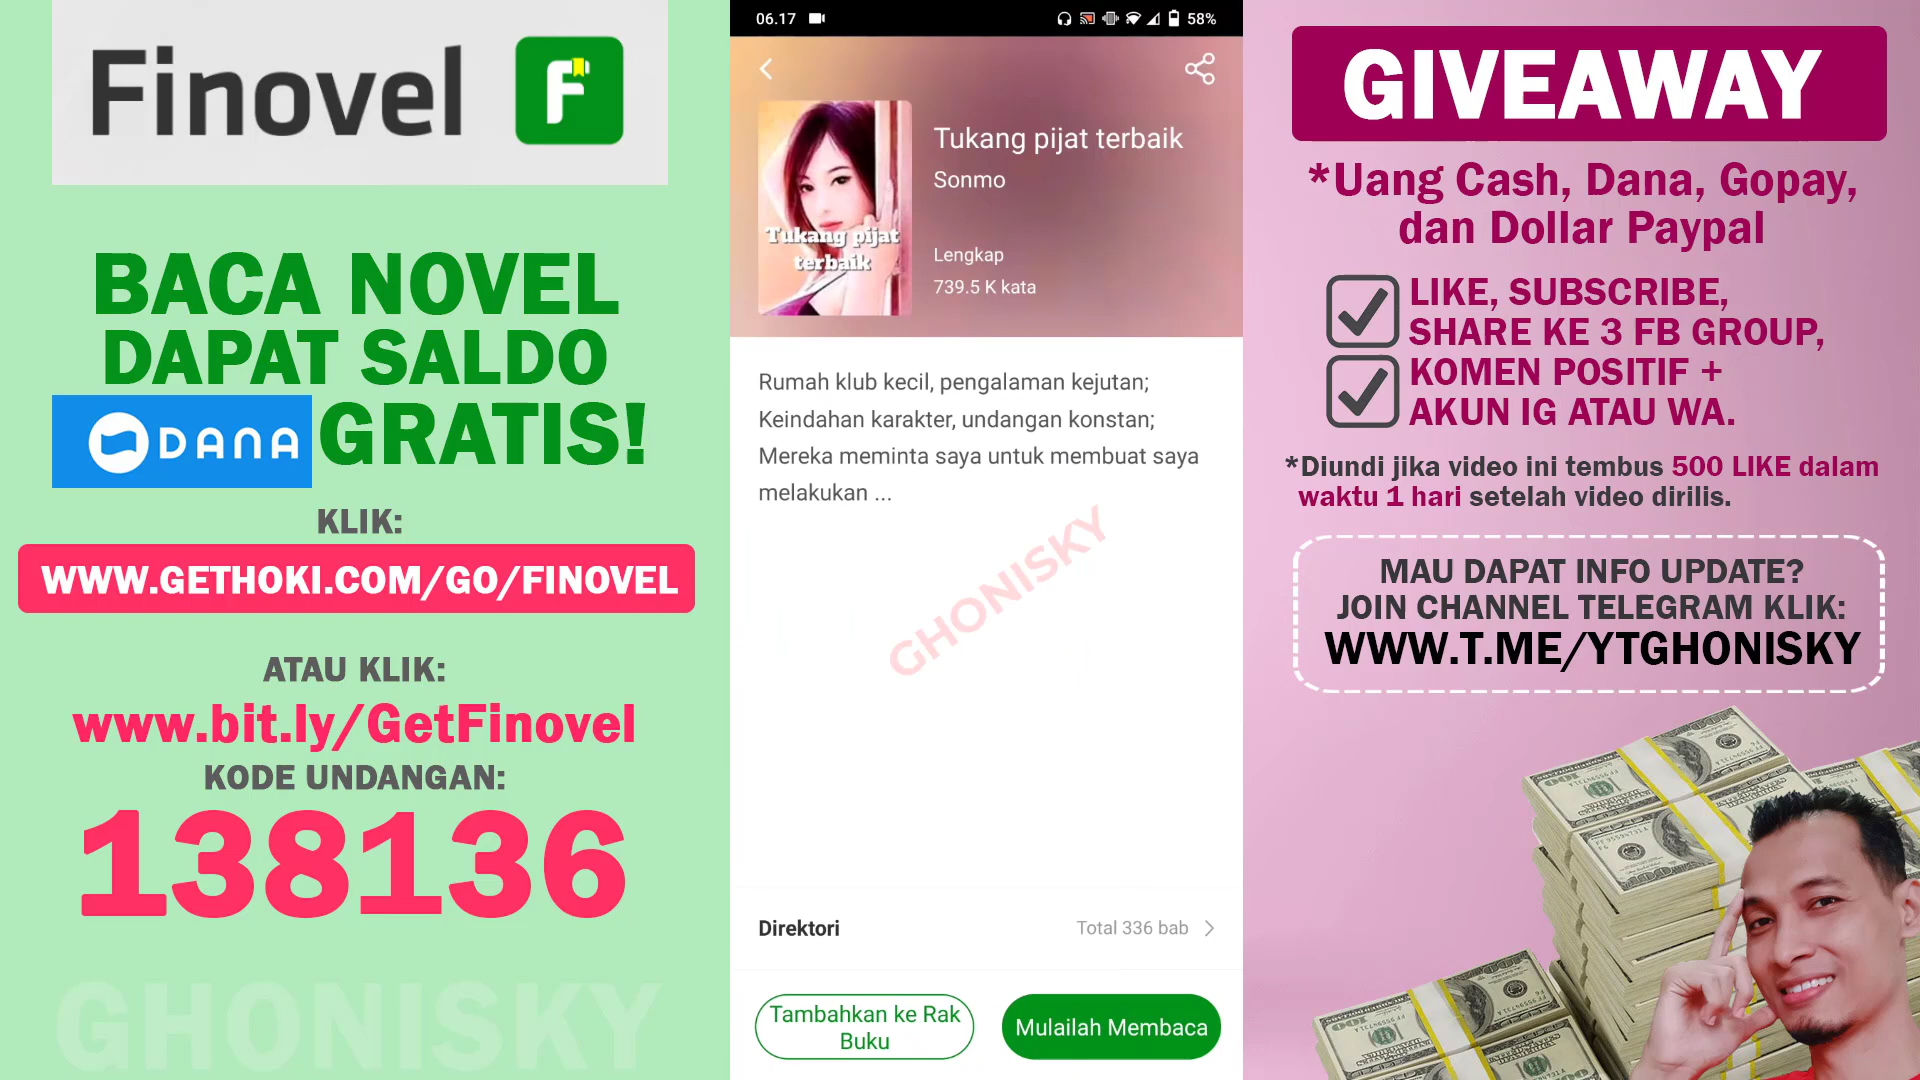 Finovel
F
BACA NOVEL
DAPAT SALDO
DANA GRATIS!
KLIK:
WWW.GETHOKI.COM/GO/FINOVEL
ATAU KLIK:
www.bit.ly/GetFinovel
KODE UNDANGAN:
138136
GHONISKY
06.17
58%
Tukang pijat terbaik
Sonmo
Lengkap
739.5 K kata
Tukang pijat
terbaik
Rumah klub kecil, pengalaman kejutan;
Keindahan karakter, undangan konstan;
Mereka meminta saya untuk membuat saya
melakukan ...
GHONISKY
Direktori
Total 336 bab
Tambahkan ke Rak
Buku
Mulailah Membaca
GIVEAWAY
*Uang Cash, Dana, Gopay,
dan Dollar Paypal
LIKE, SUBSCRIBE,
SHARE KE 3 FB GROUP,
KOMEN POSITIF +
AKUN IG ATAU WA.
*Diundi jika video ini tembus 500 LIKE dalam
waktu 1 hari setelah video dirilis.
MAU DAPAT INFO UPDATE?
JOIN CHANNEL TELEGRAM KLIK:
WWW.T.ME/YTGHONISKY